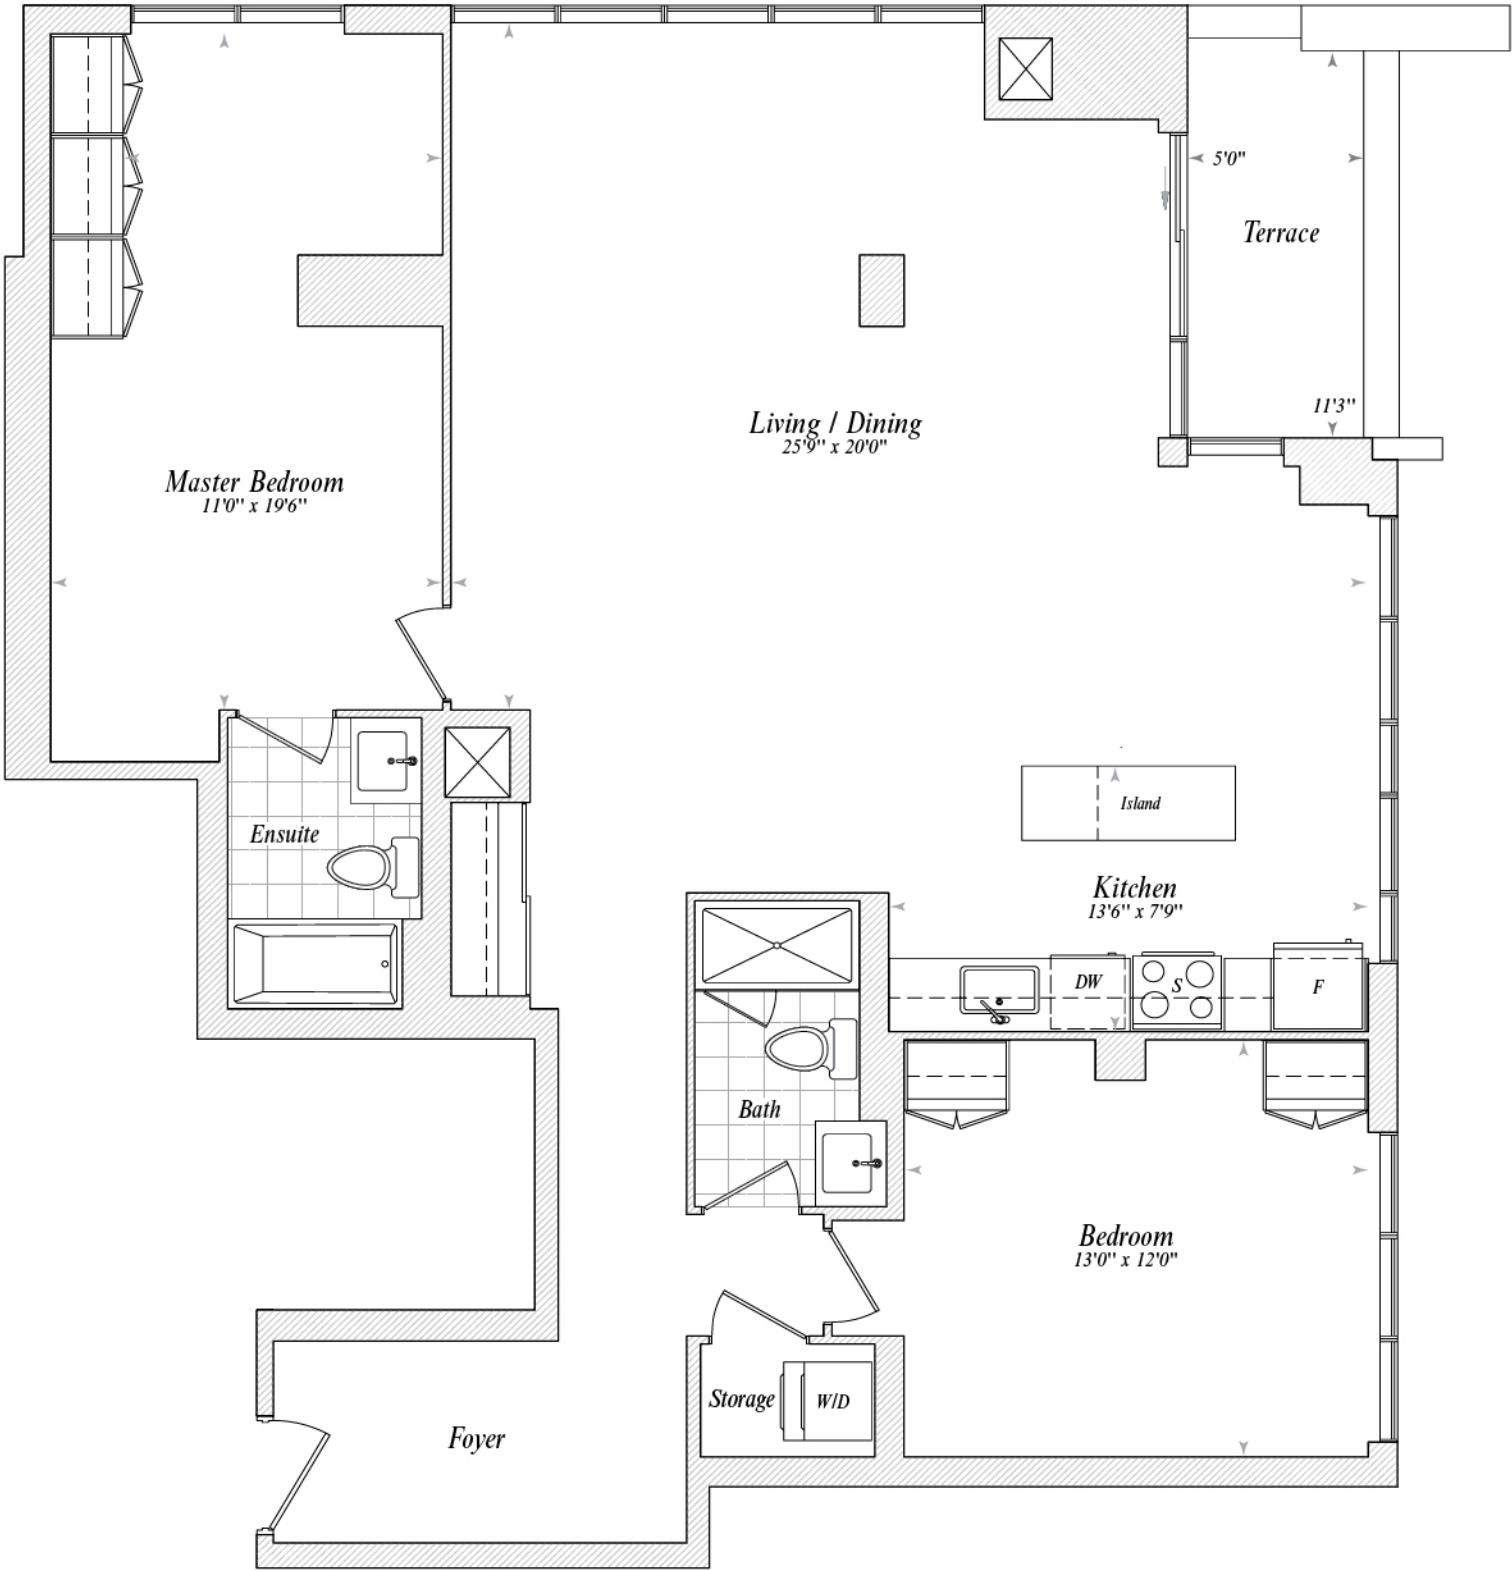 5'0"
Terrace
11'3"
Living / Dining
25'9" x 20'0"
Master Bedroom
11'0" x 19'6"
Island
Ensuite
Kitchen
13'6" x 7'9"
DW
S
F
Bath
Bedroom
13'0" x 12'0"
Storage
W/D
Foyer